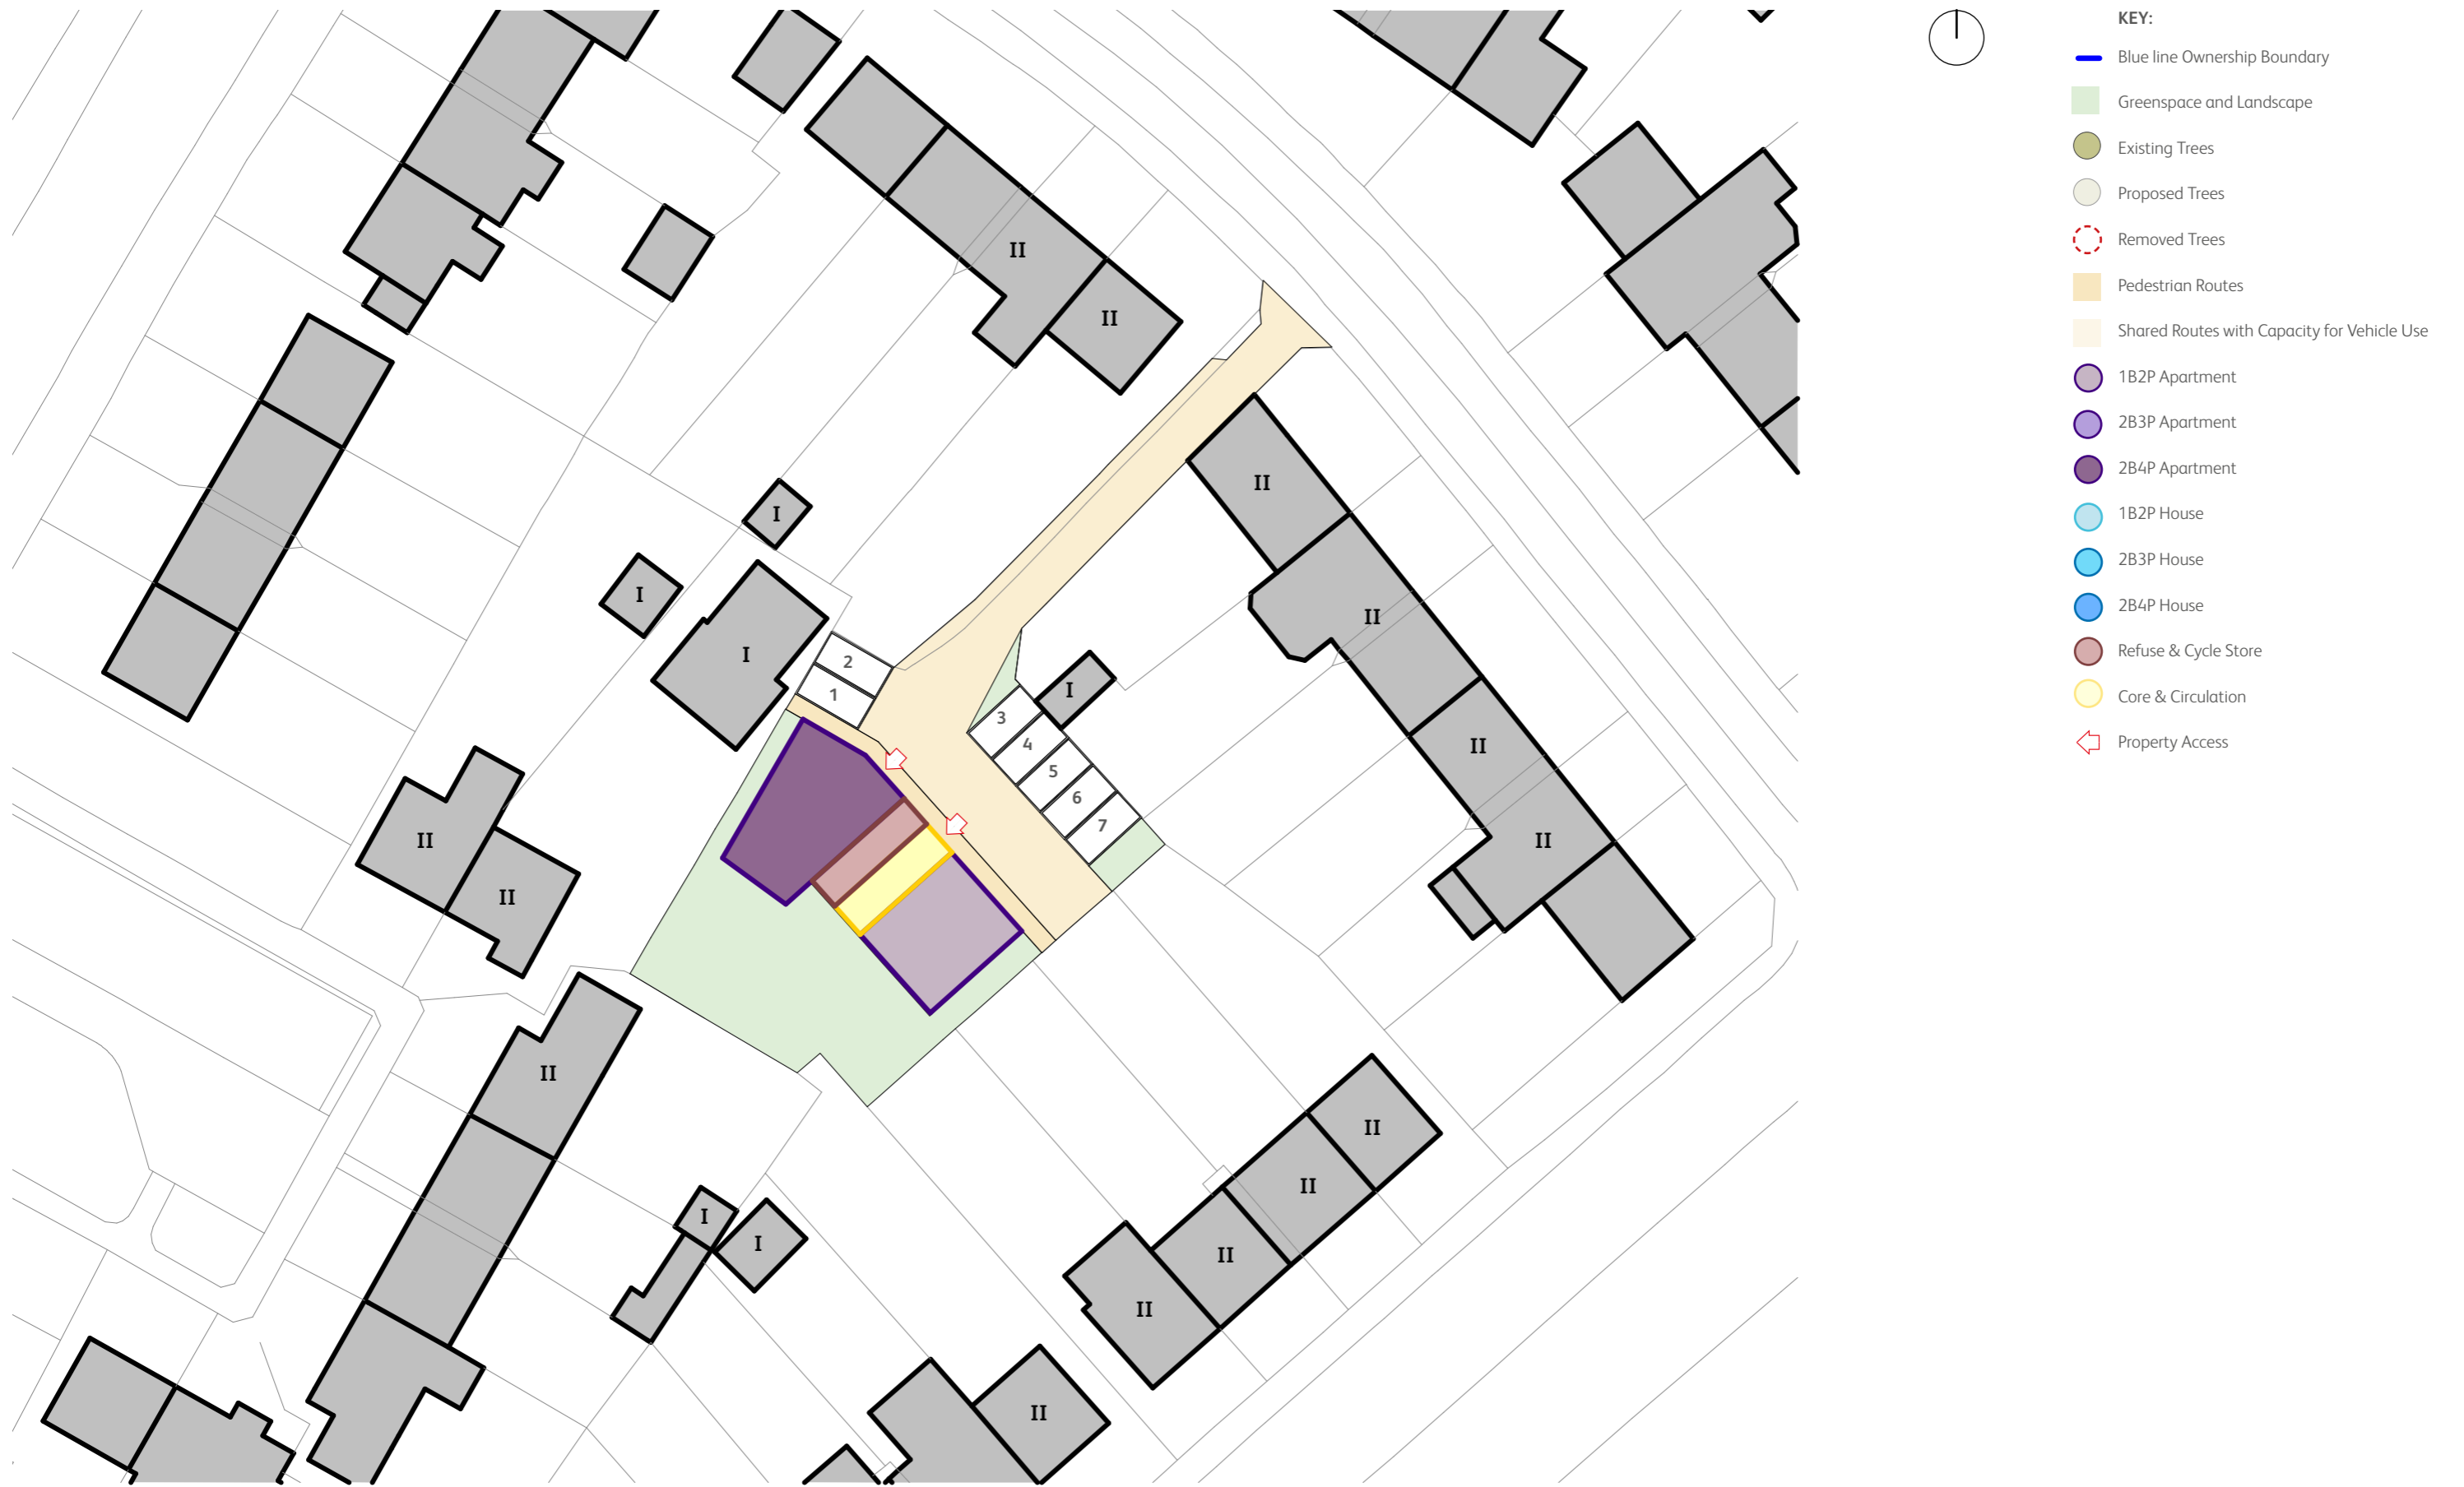 KEY:
Blue line Ownership Boundary
Greenspace and Landscape
Existing Trees
Proposed Trees
Removed Trees
Pedestrian Routes
Shared Routes with Capacity for Vehicle Use
1B2P Apartment
2B3P Apartment
2B4P Apartment
1B2P House
2B3P House
2B4P House
Refuse & Cycle Store
Core & Circulation
Property Access
II
II
II
I
I
I
2
1
I
3
4
5
6
7
II
II
II
II
II
II
II
I
I
II
II
II
II
II